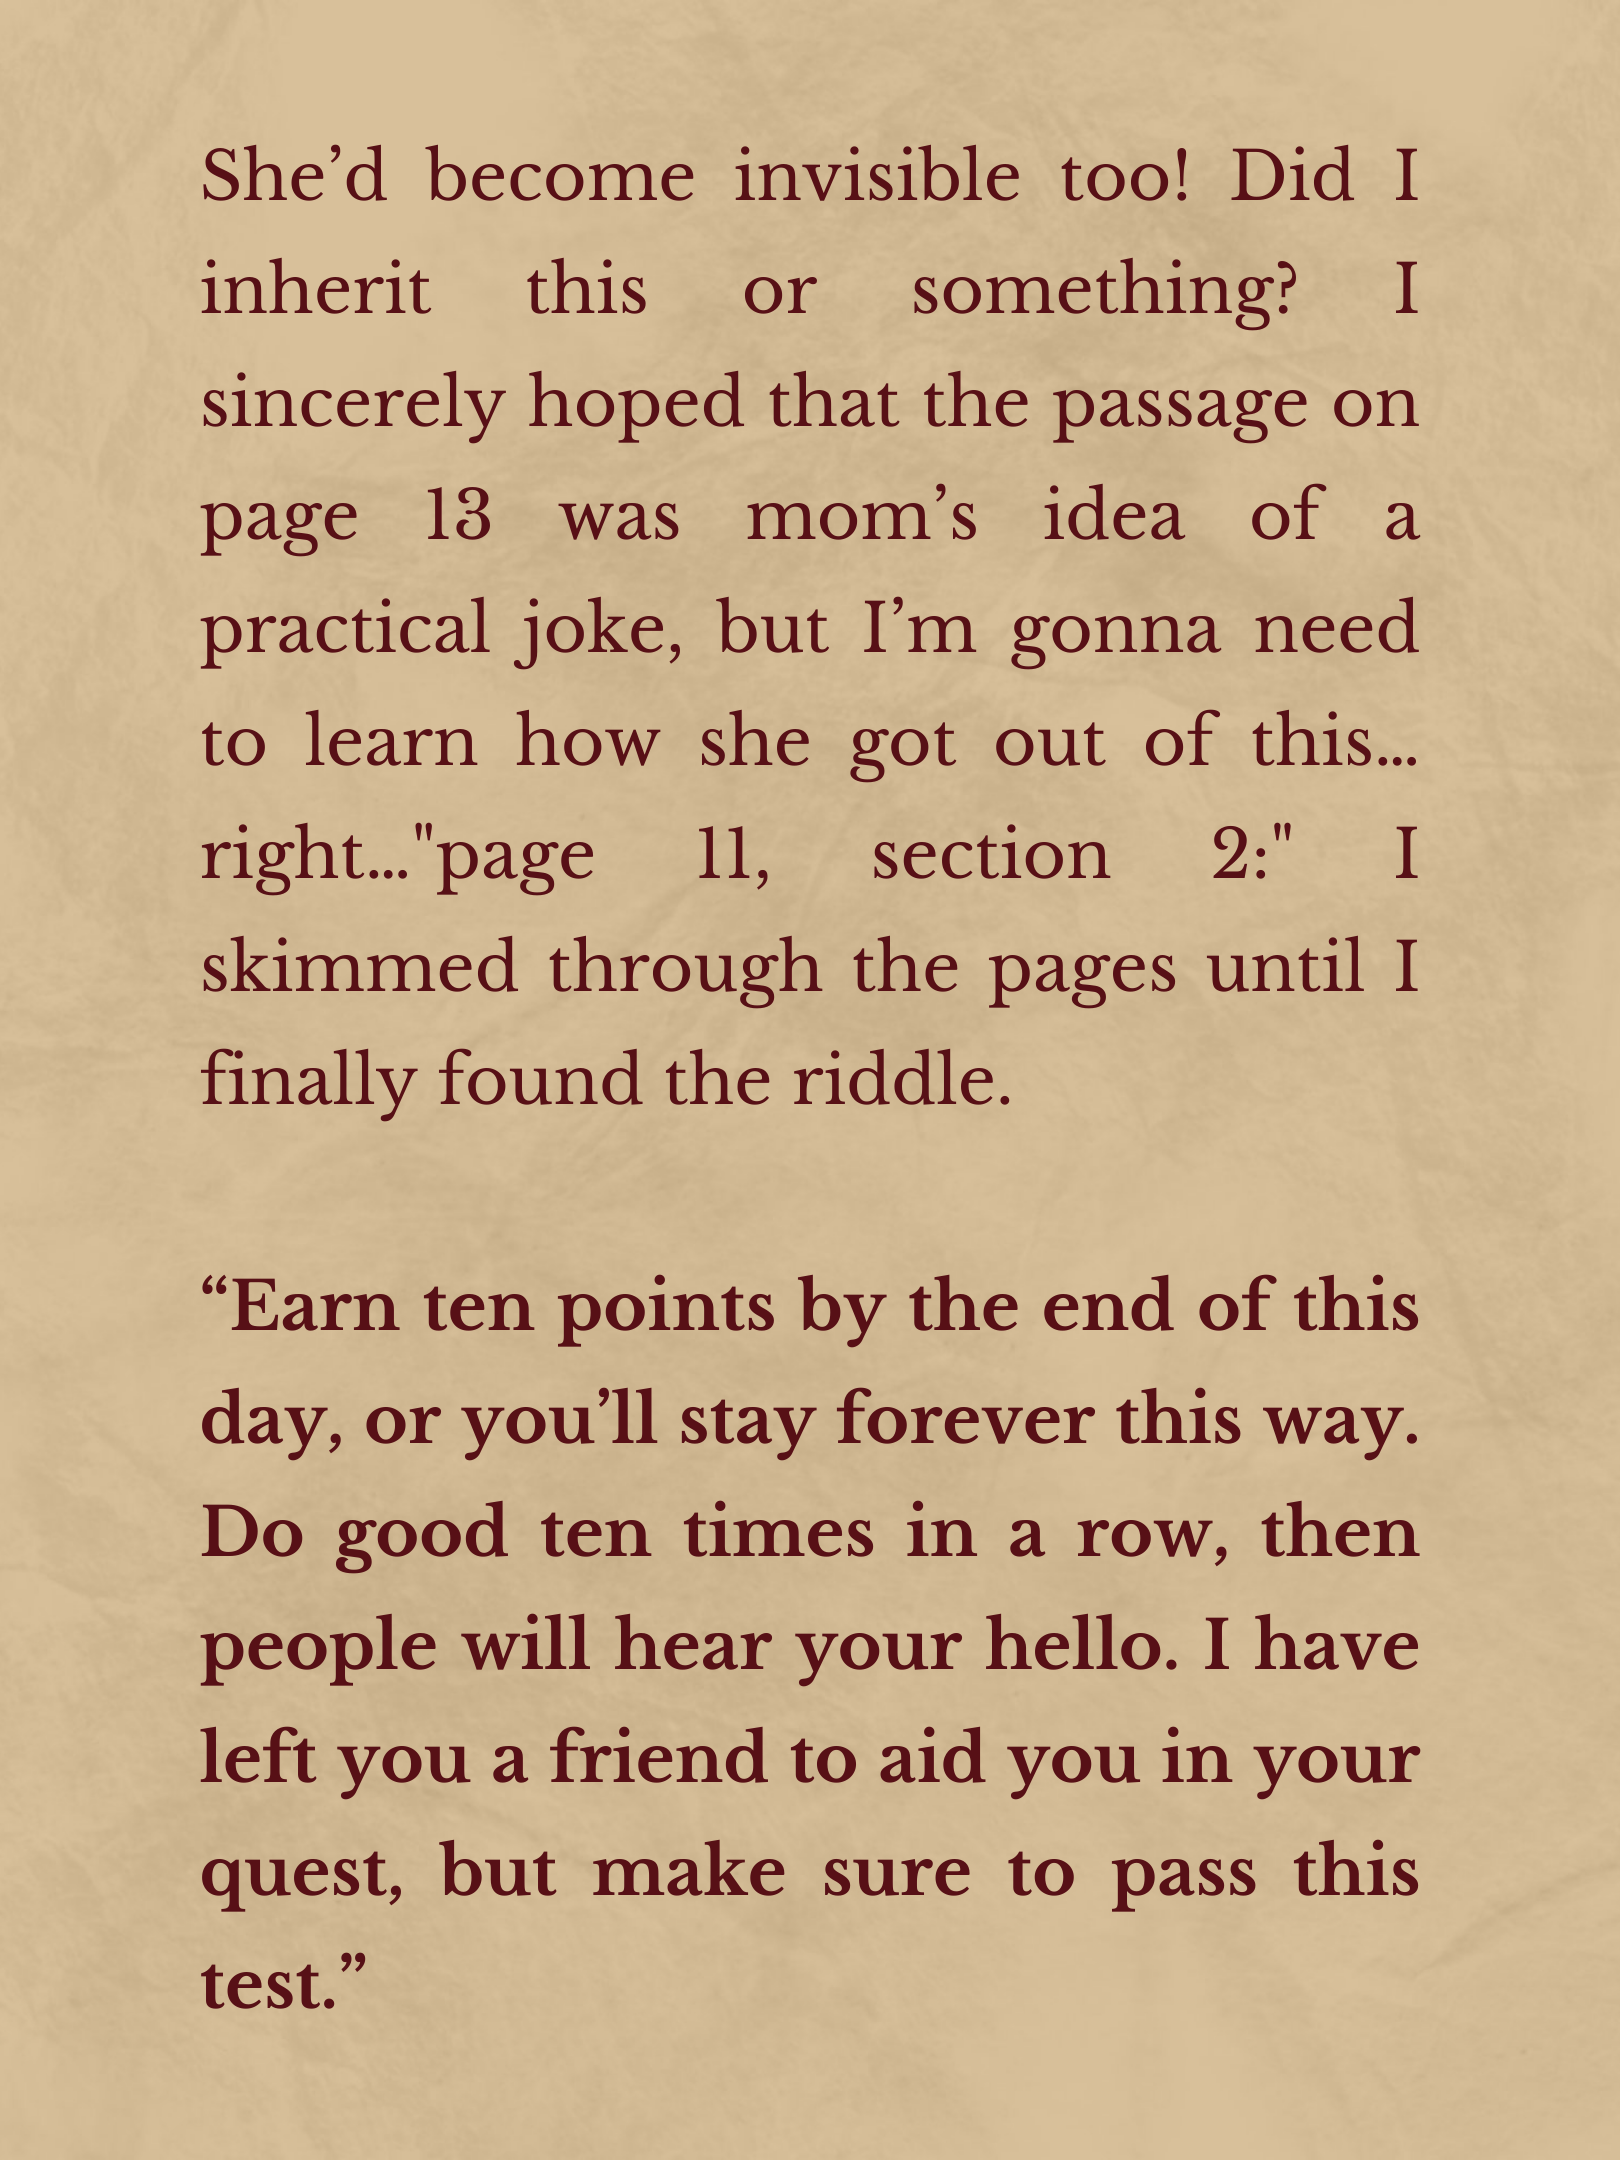 She’d become invisible too! Did I
inherit this or something? I
sincerely hoped that the passage on
page 13 was mom’s idea of a
practical joke, but I’m gonna need
to learn how she got out of this…
right…"page 11, section 2:" I
skimmed through the pages until I
finally found the riddle.
“Earn ten points by the end of this
day, or you’ll stay forever this way.
Do good ten times in a row, then
people will hear your hello. I have
left you a friend to aid you in your
quest, but make sure to pass this
test.”